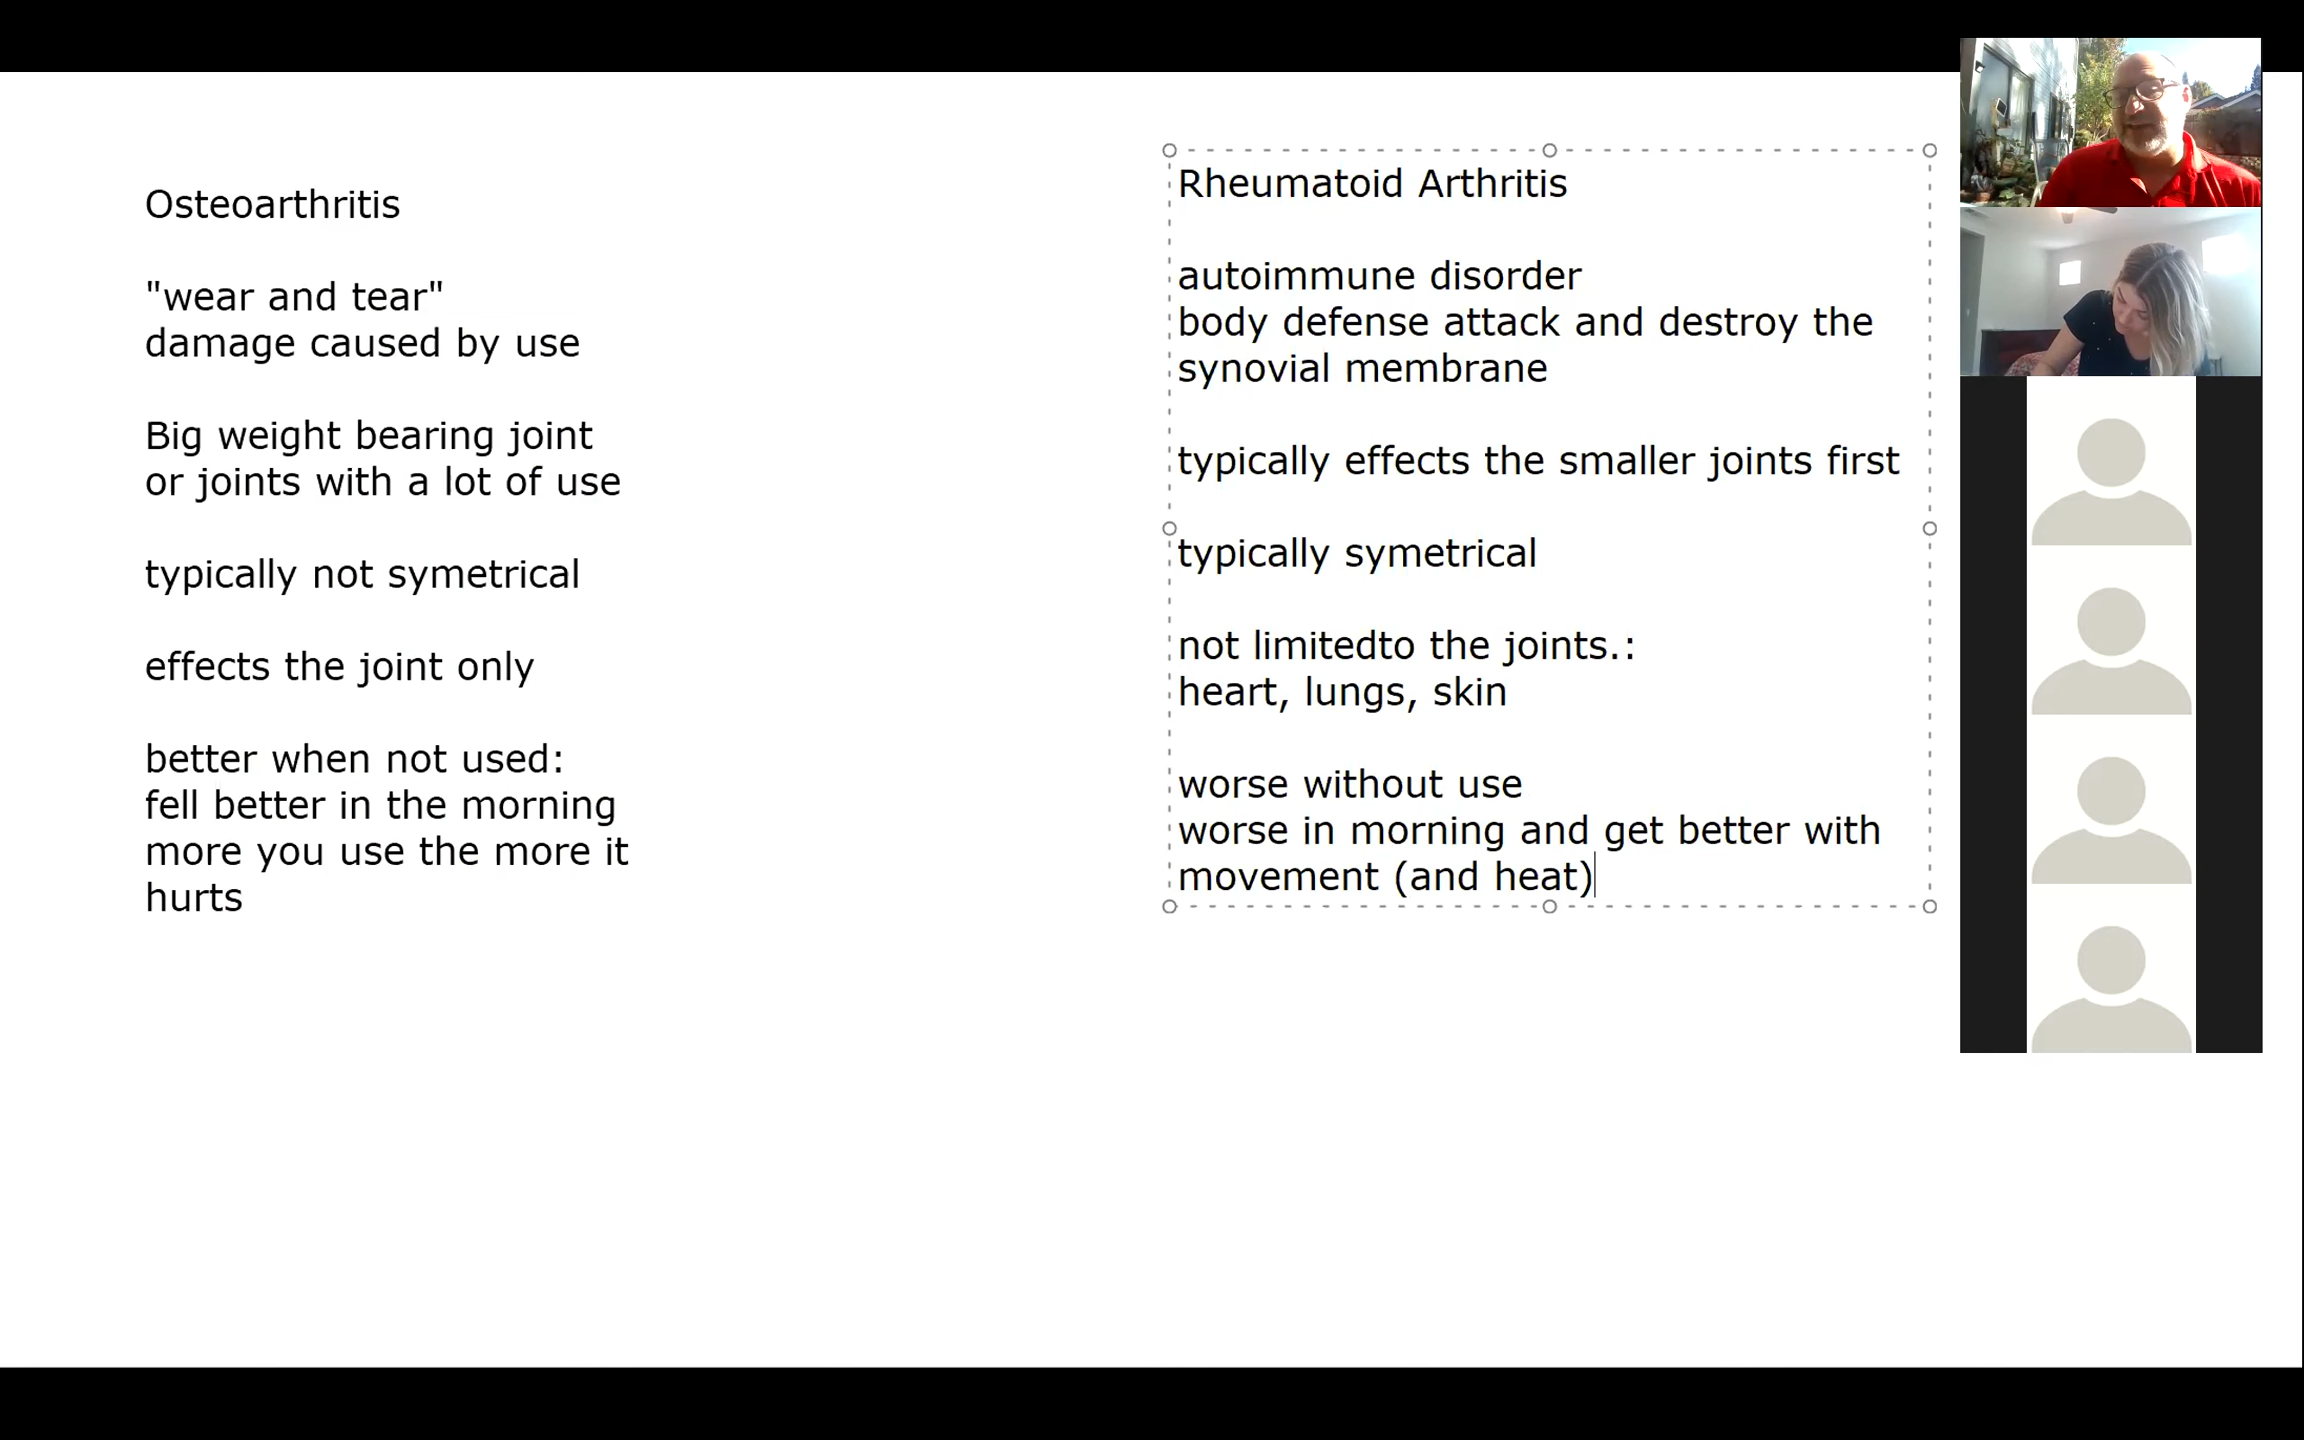 Osteoarthritis
"wear and tear"
damage caused by use
Big weight bearing joint
or joints with a lot of use
typically not symetrical
effects the joint only
better when not used:
fell better in the morning
more you use the more it
hurts
Rheumatoid Arthritis
autoimmune disorder
body defense attack and destroy the
synovial membrane
typically effects the smaller joints first
typically symetrical
not limitedto the joints.:
heart, lungs, skin
worse without use
worse in morning and get better with
movement (and heat)